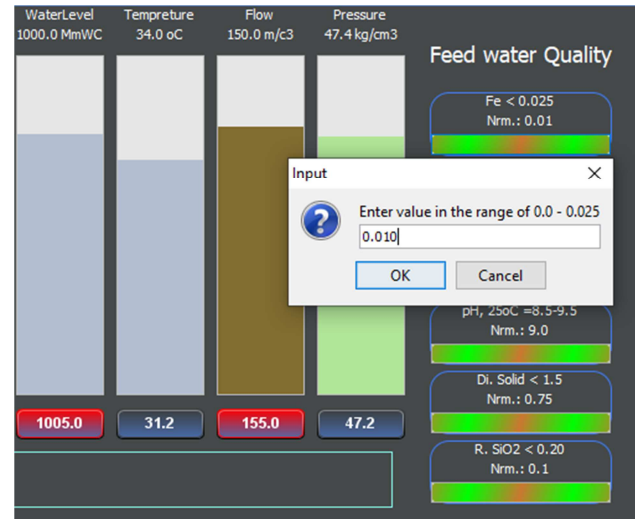 WaterLevel
1000.0 MmWC
Tempreture
34.0 oC
Flow
150.0 m/c3
Pressure
47.4 kg/cm3
Feed water Quality
Fe < 0.025
Nrm.: 0.01
Input
Enter value in the range of 0.0 - 0.025
0.010
OK
Cancel
pH, 25oC =8.5-9.5
Nrm.: 9.0
Di. Solid < 1.5
Nrm.: 0.75
1005.0
31.2
155.0
47.2
R. SiO2 < 0.20
Nrm.: 0.1